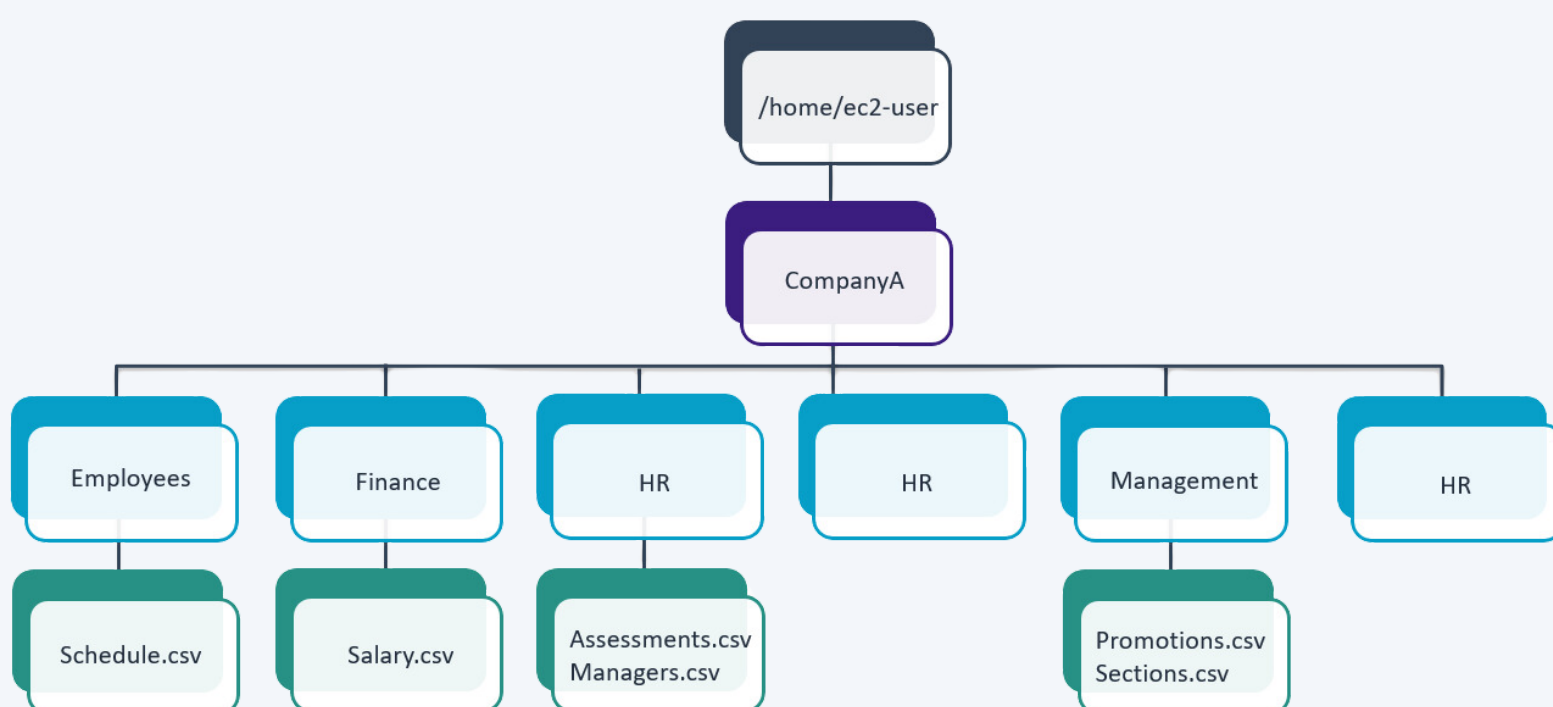 /home/ec2-user
CompanyA
Employees
Finance
HR
HR
Management
HR
Schedule.csv
Salary.csv
Assessments.csv
Managers.csv
Promotions.csv
Sections.csv